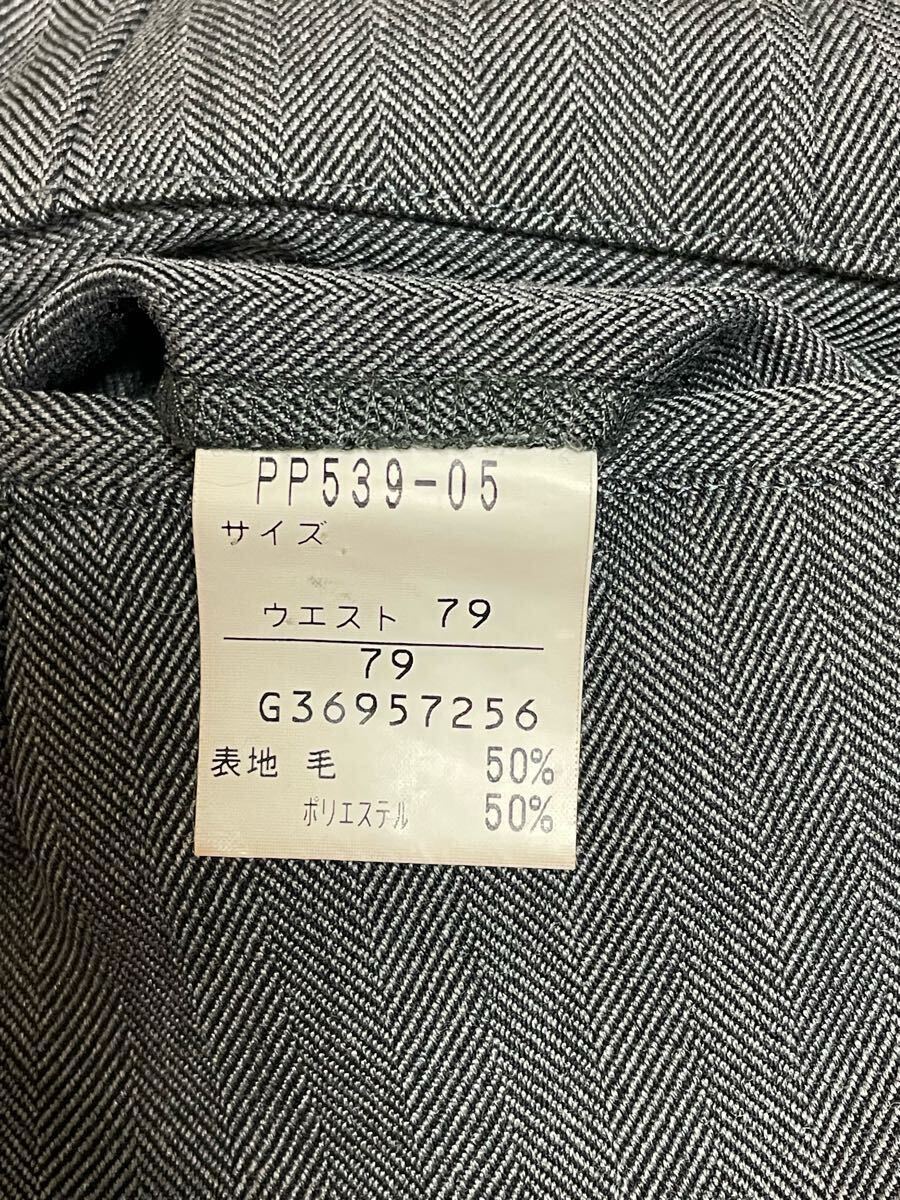 PP539-05
サイズ
ウエスト 79
79
G36957256
表地 毛 50%
ポリエステル 50%